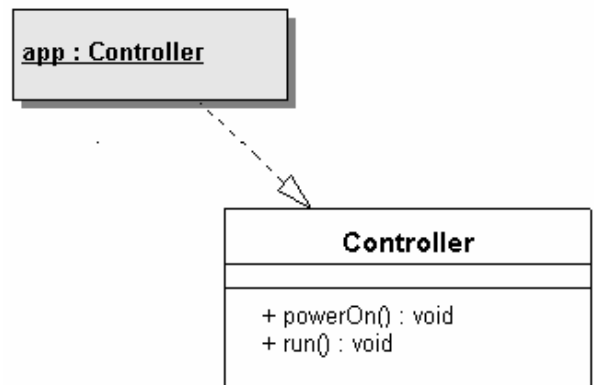 app : Controller
Controller
+ powerOn() : void
+ run() : void